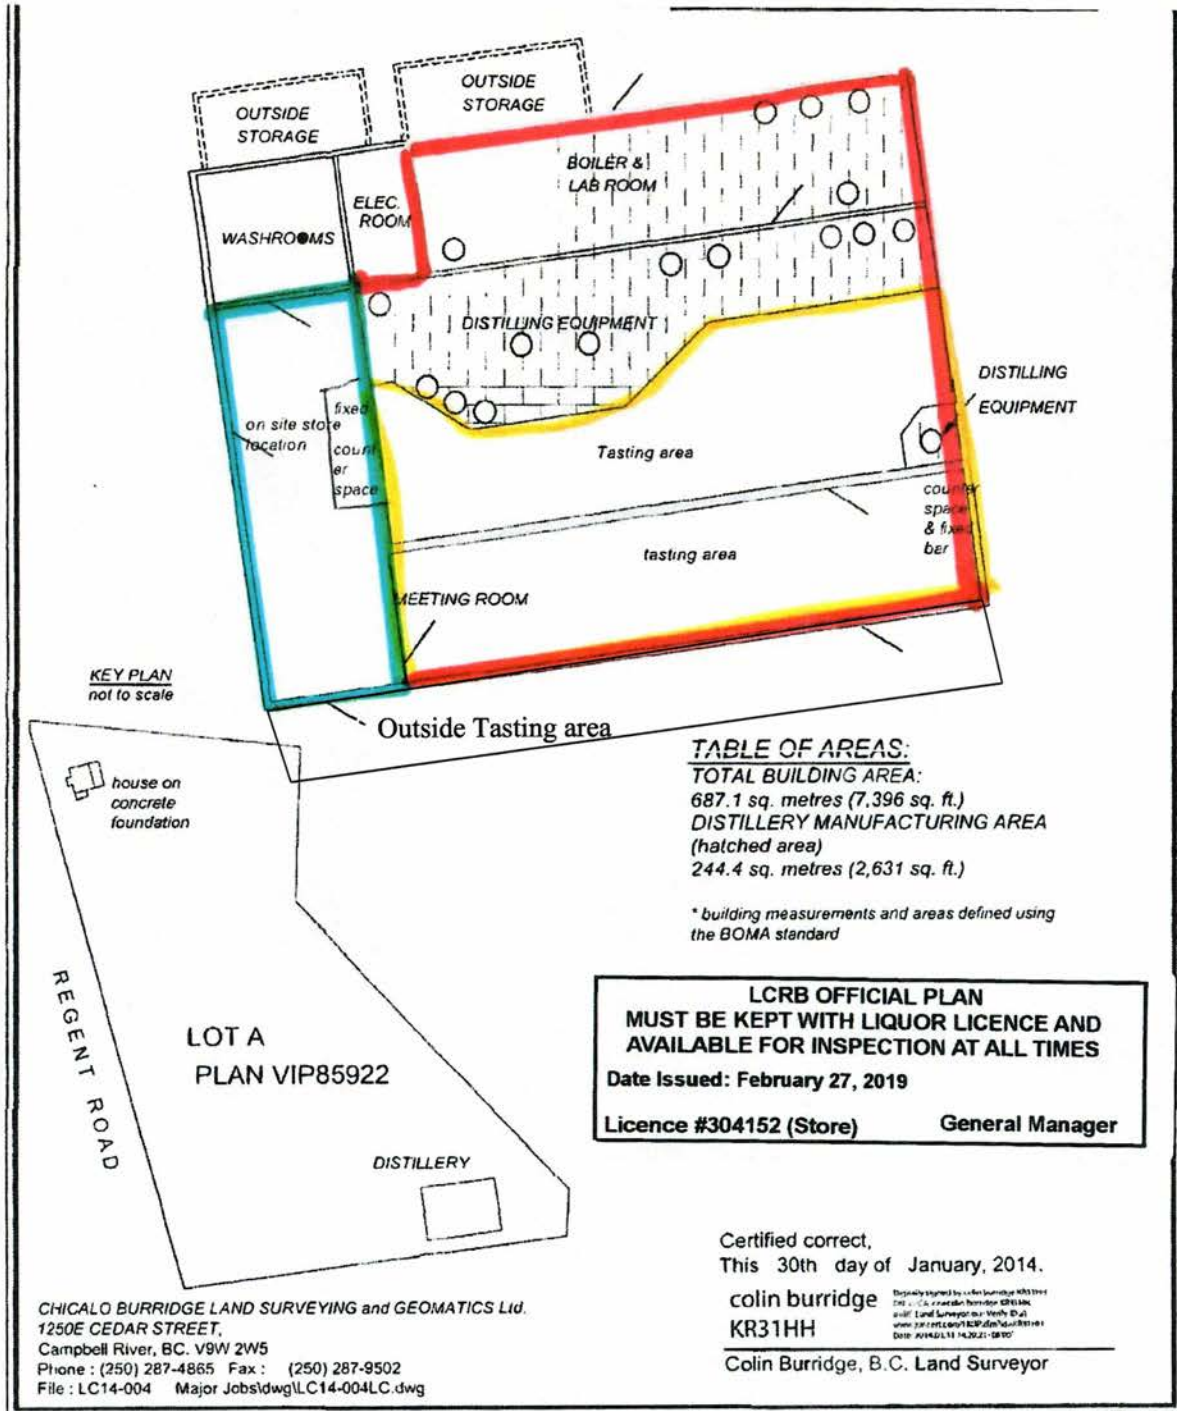 OUTSIDE
STORAGE
OUTSIDE
STORAGE
BOILER &
LAB ROOM
ELEC.
ROOM
WASHROOMS
DISTILLING EQUIPMENT
DISTILLING
EQUIPMENT
on site store
location
fixed
count
er
space
Tasting area
counter
space
& fixed
bar
tasting area
MEETING ROOM
KEY PLAN
not to scale
Outside Tasting area
house on
concrete
foundation
TABLE OF AREAS:
TOTAL BUILDING AREA:
687.1 sq. metres (7,396 sq. ft.)
DISTILLERY MANUFACTURING AREA
(hatched area)
244.4 sq. metres (2,631 sq. ft.)
* building measurements and areas defined using
the BOMA standard
REGENT ROAD
LOT A
PLAN VIP85922
DISTILLERY
LCRB OFFICIAL PLAN
MUST BE KEPT WITH LIQUOR LICENCE AND
AVAILABLE FOR INSPECTION AT ALL TIMES
Date Issued: February 27, 2019
Licence #304152 (Store) General Manager
Certified correct,
This 30th day of January, 2014.
colin burridge
KR31HH
Colin Burridge, B.C. Land Surveyor
CHICALO BURRIDGE LAND SURVEYING and GEOMATICS Ltd.
1250E CEDAR STREET,
Campbell River, BC. V9W 2W5
Phone : (250) 287-4865 Fax : (250) 287-9502
File : LC14-004 Major Jobs\dwg\LC14-004LC.dwg